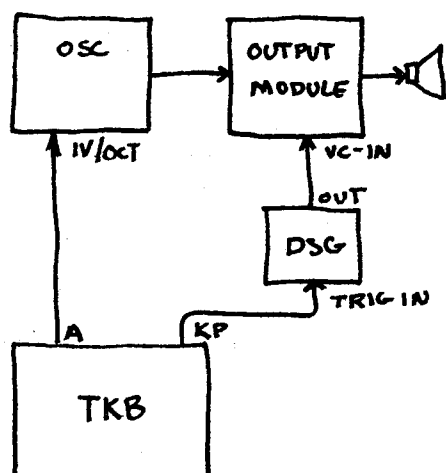 OSC
OUTPUT
MODULE
1V/OCT
VC-IN
OUT
DSG
TRIG IN
A
KP
TKB